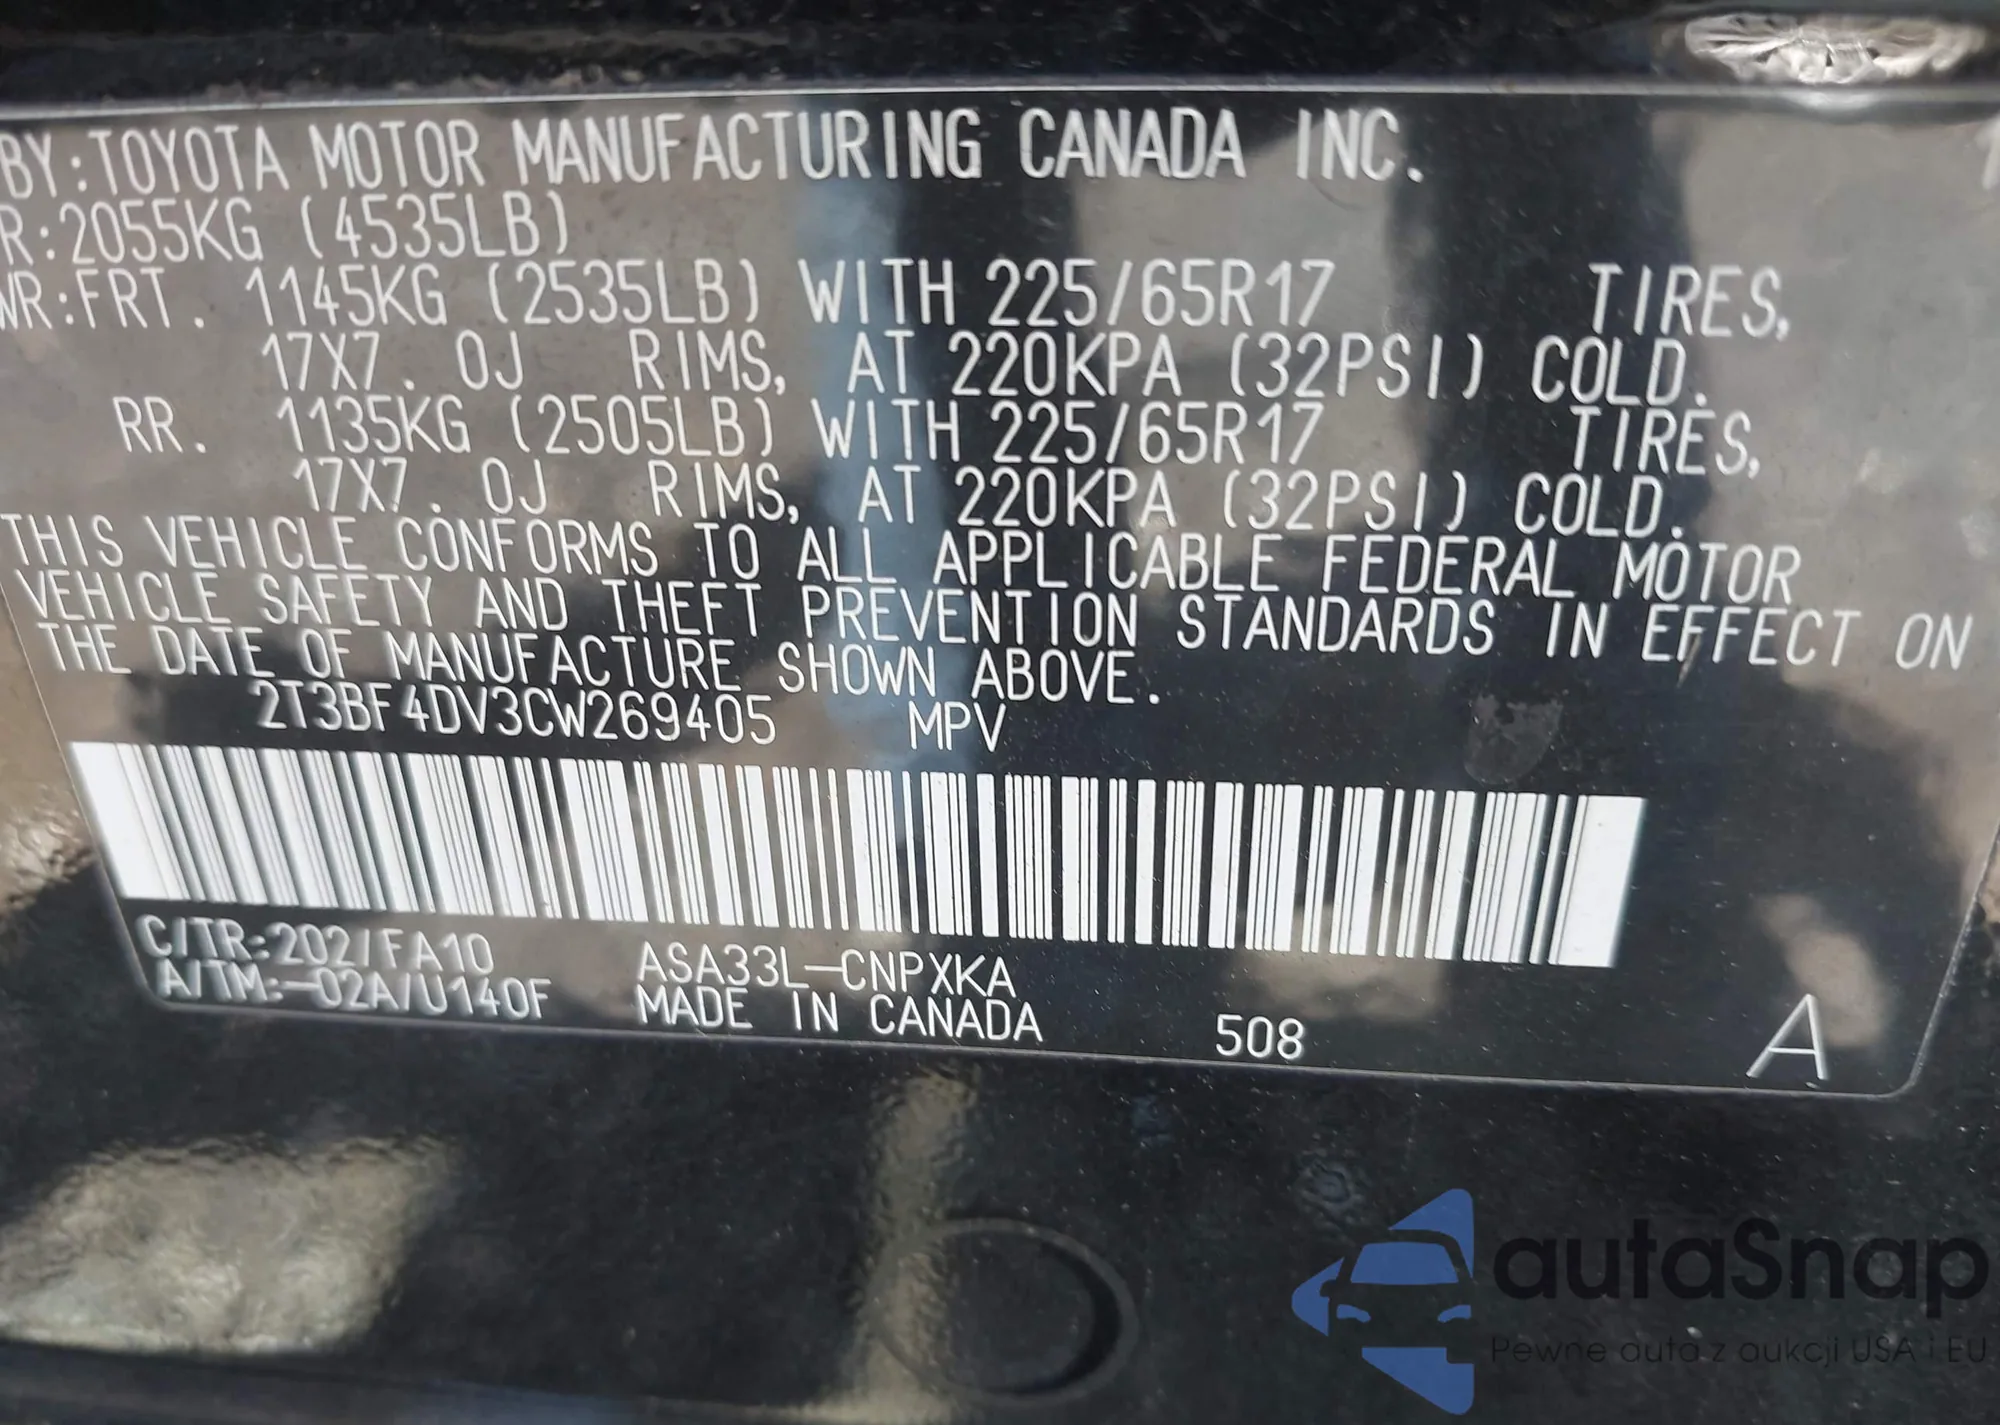 BY:TOYOTA MOTOR MANUFACTURING CANADA INC.
R:2055KG (4535LB)
WR:FRT. 1145KG (2535LB) WITH 225/65R17 TIRES,
17X7.0J RIMS, AT 220KPA (32PSI) COLD.
RR. 1135KG (2505LB) WITH 225/65R17 TIRES,
17X7.0J RIMS, AT 220KPA (32PSI) COLD.
THIS VEHICLE CONFORMS TO ALL APPLICABLE FEDERAL MOTOR
VEHICLE SAFETY AND THEFT PREVENTION STANDARDS IN EFFECT ON
THE DATE OF MANUFACTURE SHOWN ABOVE.
2T3BF4DV3CW269405 MPV
C/TR:202/FA10 ASA33L-CNPXKA
A/TM:-02A/U140F MADE IN CANADA 508 A
autaSnap
Pewne auta z aukcji USA i EU